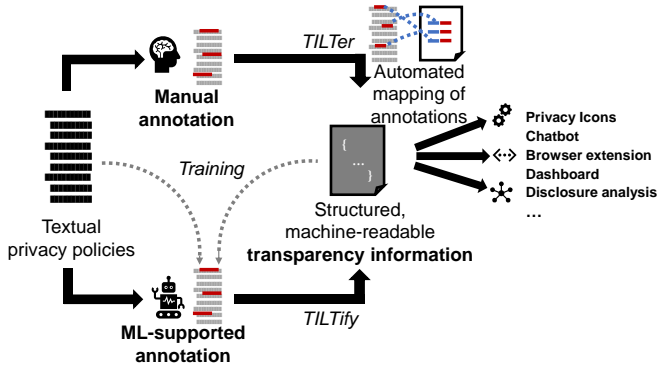 TILTer
Automated
mapping of
annotations
Manual
annotation
Training
{
...
}
Privacy Icons
Chatbot
Browser extension
Dashboard
Disclosure analysis
...
Textual
privacy policies
Structured,
machine-readable
transparency information
TILTify
ML-supported
annotation